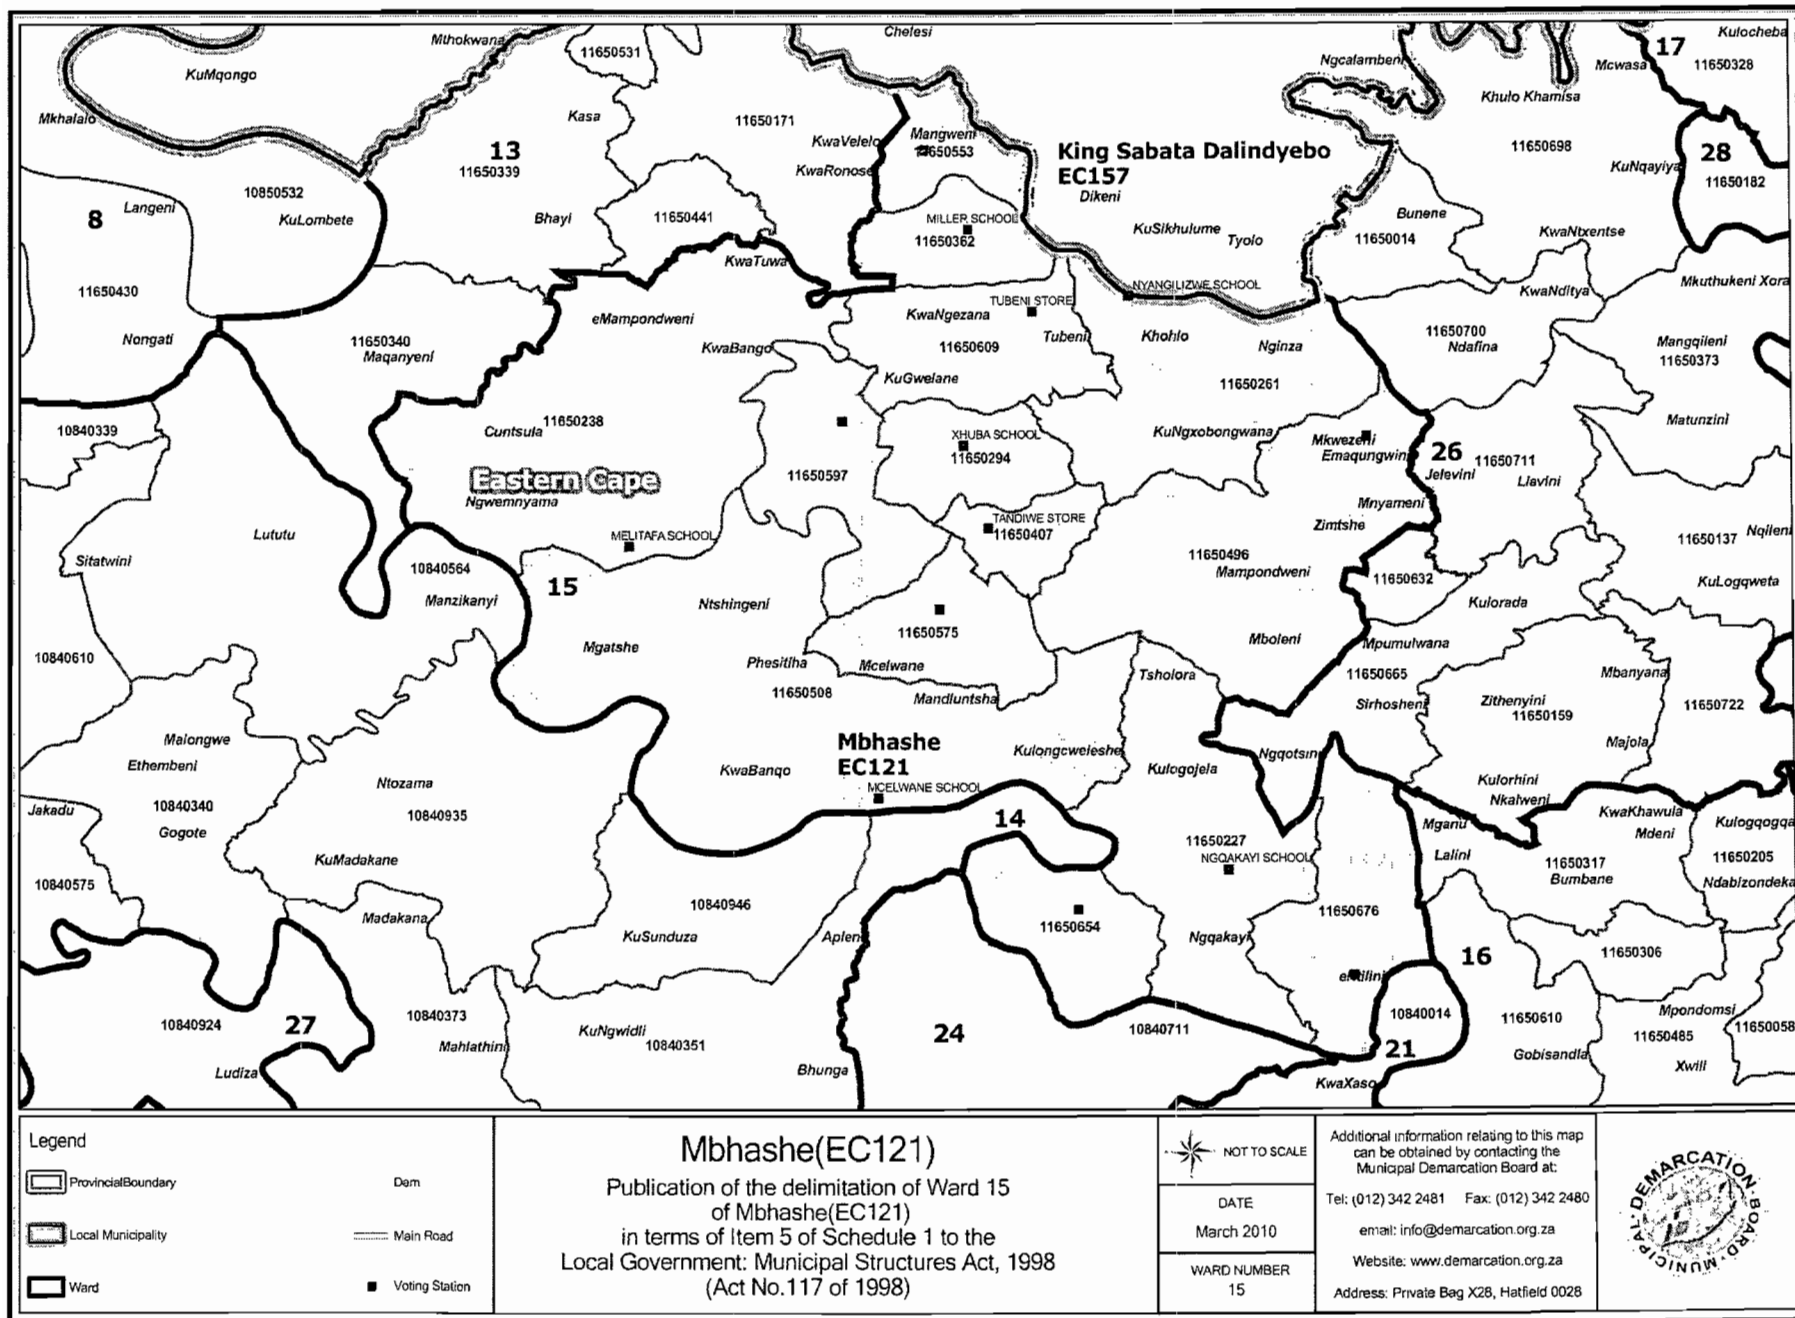 Chelesi
Kulocheba
Mthokwana
17
11650531
KuMqongo
Ngcalamben
Mcwasa
11650328
Khulo Khamisa
Mkhalalo
Kasa
11650171
KwaVelelo
Mangwem
11650553
13
11650339
King Sabata Dalindyebo
EC157
Dikeni
11650698
28
11650182
KuNqayiya
KwaRonose
10850532
8
Langeni
KuLombete
Bhayi
11650441
MILLER SCHOOL
11650362
KuSikhulume
Tyolo
Bunene
11650014
KwaNtxentse
KwaTuwa
11650430
NYANGILIZWE SCHOOL
KwaNditya
Mkuthukeni Xora
TUBENI STORE
KwaNgezana
eMampondweni
Nongati
11650340
Maqanyeni
KwaBango
11650609
Tubeni
Khohlo
Nginza
11650700
Ndafina
Mangqileni
11650373
KuGwelane
11650261
10840339
Cuntsula
11650238
XHUBA SCHOOL
11650294
KuNgxobongwana
Mkwezeni
Emaqungwin
26
Matunzini
Eastern Cape
11650597
Jelevini
11650711
Llavini
Ngwemnyama
Mnyameni
Zimtshe
TANDIWE STORE
11650407
Lututu
MELITAFA SCHOOL
Nqileni
11650137
Sitatwini
11650496
Mampondweni
10840564
Manzikanyi
15
11650632
KuLogqweta
Ntshingeni
Kulorada
11650575
Mgatshe
Mboleni
Mpumulwana
10840610
Phesitlha
Mcelwane
11650508
Mandluntsha
Tsholora
11650665
Sirhosheni
Mbanyana
Zithenyini
11650159
11650722
Malongwe
Ethembeni
Mbhashe
EC121
Kulongcweleshe
Majola
KwaBanqo
Kulogojela
Ngqotsin
Ntozama
MCELWANE SCHOOL
Kulorhini
Nkalweni
Jakadu
10840340
Gogote
10840935
14
Mganu
KwaKhawula
Mdeni
Kulogqogqa
11650227
NGQAKAYI SCHOOL
Lalini
11650317
Bumbane
11650205
KuMadakane
10840575
Ndabizondeka
10840946
11650676
Madakana
KuSunduza
Aplen
11650654
Ngqakayi
16
11650306
10840924
27
10840373
KuNgwidli
10840351
24
10840711
10840014
11650610
Mpondomsi
11650485
11650058
Mahlathini
21
Gobisandla
Ludiza
Bhunga
KwaXaso
Xwili
Legend
ProvincialBoundary
Dam
Local Municipality
Main Road
Ward
Voting Station
Mbhashe(EC121)
Publication of the delimitation of Ward 15
of Mbhashe(EC121)
in terms of Item 5 of Schedule 1 to the
Local Government: Municipal Structures Act, 1998
(Act No.117 of 1998)
NOT TO SCALE
DATE
March 2010
WARD NUMBER
15
Additional information relating to this map
can be obtained by contacting the
Municipal Demarcation Board at:
Tel: (012) 342 2481 Fax: (012) 342 2480
email: info@demarcation.org.za
Website: www.demarcation.org.za
Address: Private Bag X28, Hatfield 0028
MUNICIPAL DEMARCATION BOARD